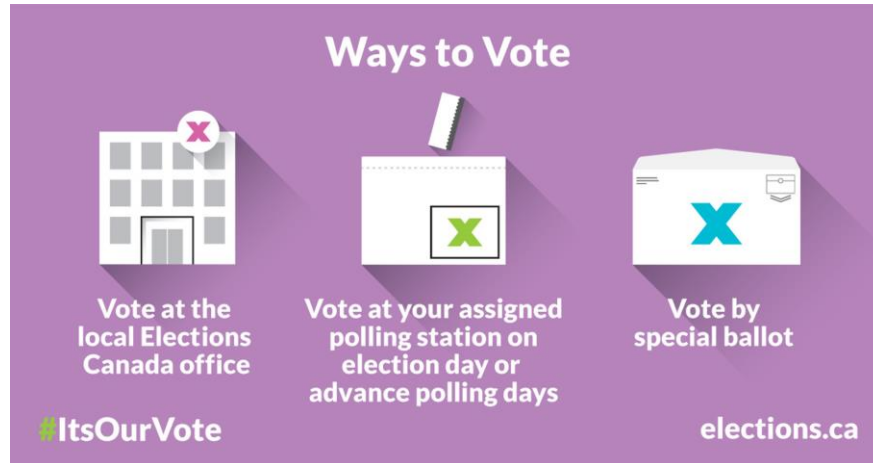 Ways to Vote
X
X
X
Vote at the
local Elections
Canada office
Vote at your assigned
polling station on
election day or
advance polling days
Vote by
special ballot
#ItsOurVote
elections.ca